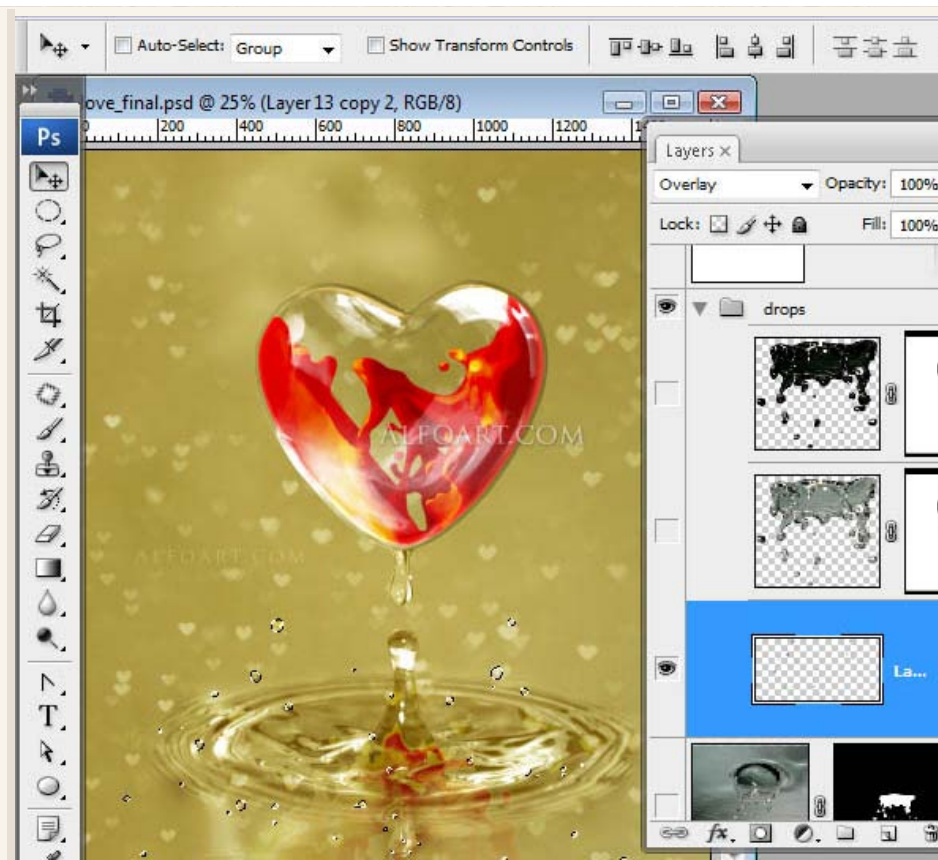 Auto-Select: Group Show Transform Controls
ove_final.psd @ 25% (Layer 13 copy 2, RGB/8)
200 400 600 800 1000 1200
Ps
Layers ×
Overlay Opacity: 100%
Lock: Fill: 100%
drops
ALFOART.COM
ALFOART.COM
La...
T
fx.